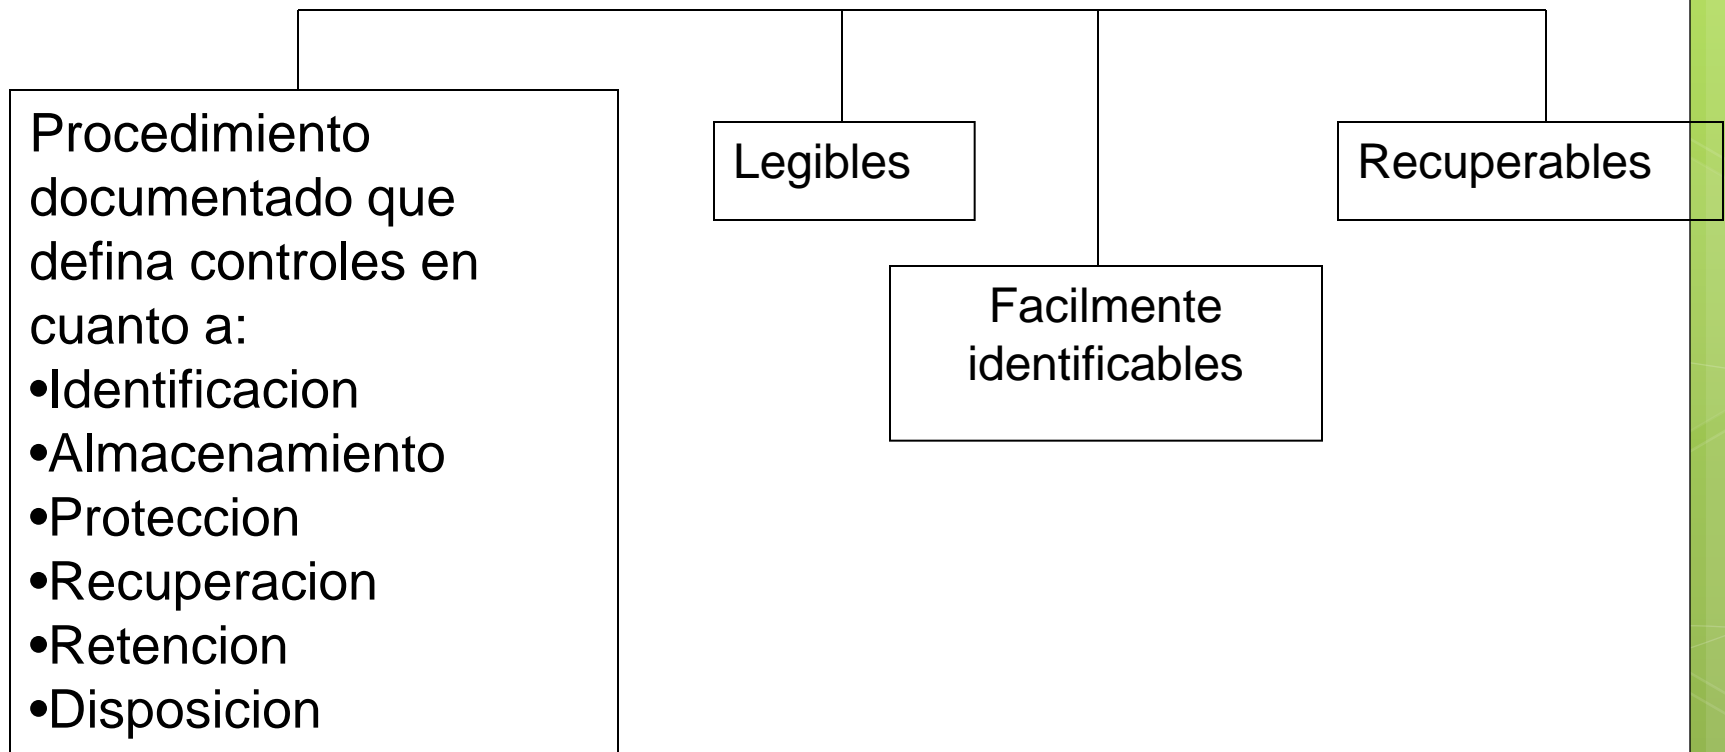 Procedimiento
documentado que
defina controles en
cuanto a:
•Identificacion
•Almacenamiento
•Proteccion
•Recuperacion
•Retencion
•Disposicion
Legibles
Facilmente
identificables
Recuperables